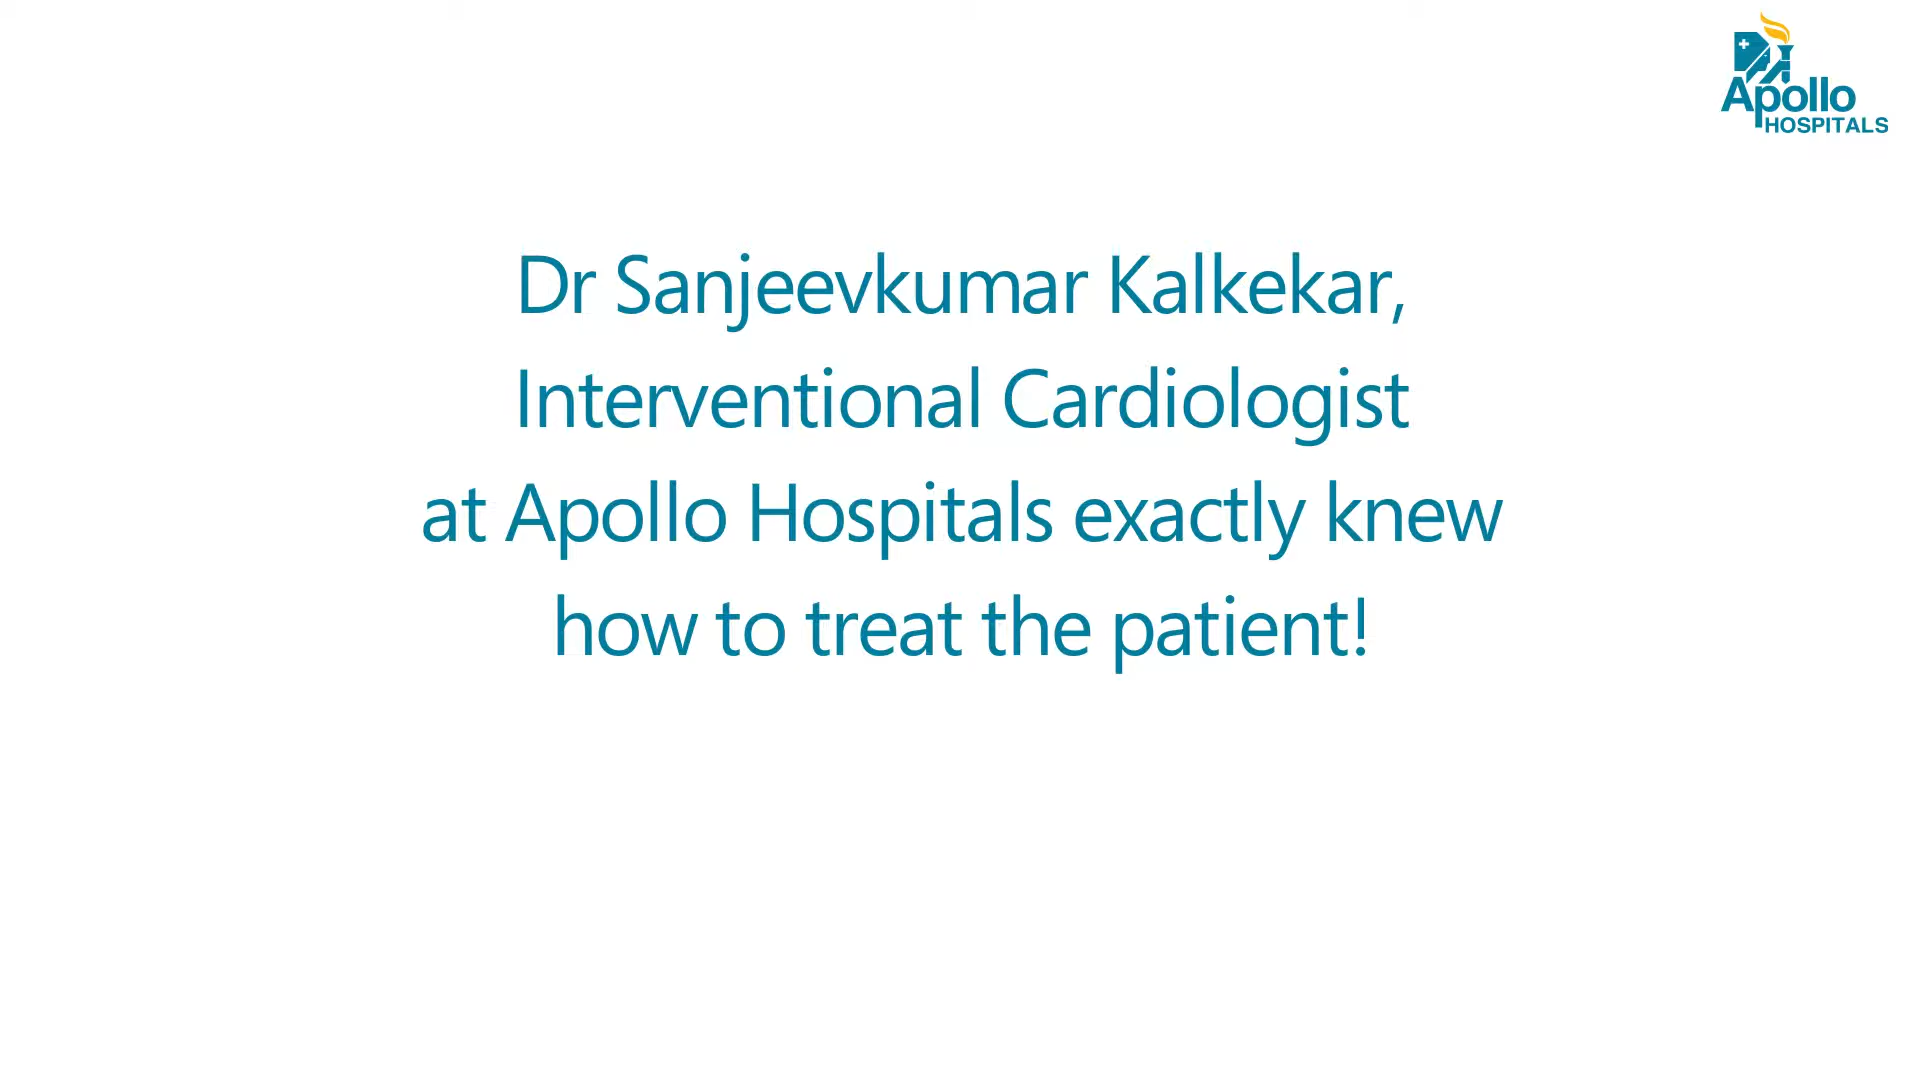 Apollo
HOSPITALS
Dr Sanjeevkumar Kalkekar,
Interventional Cardiologist
at Apollo Hospitals exactly knew
how to treat the patient!